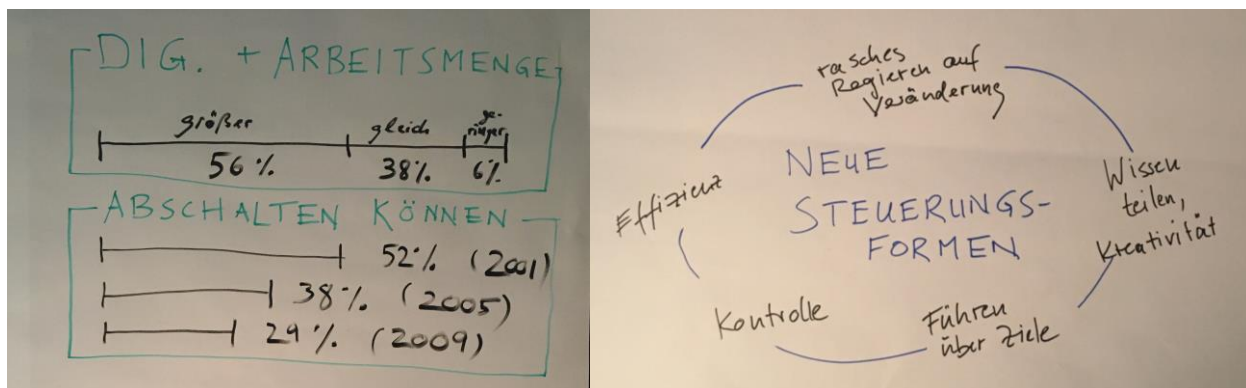 DIG. + ARBEITSMENGE
größer gleich ge-
ringer
56 % 38% 6%
ABSCHALTEN KÖNNEN
52% (2001)
38% (2005)
29% (2009)
rasches
Regieren auf
Veränderung
Wissen
teilen,
Kreativität
Führen
über Ziele
Kontrolle
Effizienz
NEUE
STEUERUNGS-
FORMEN